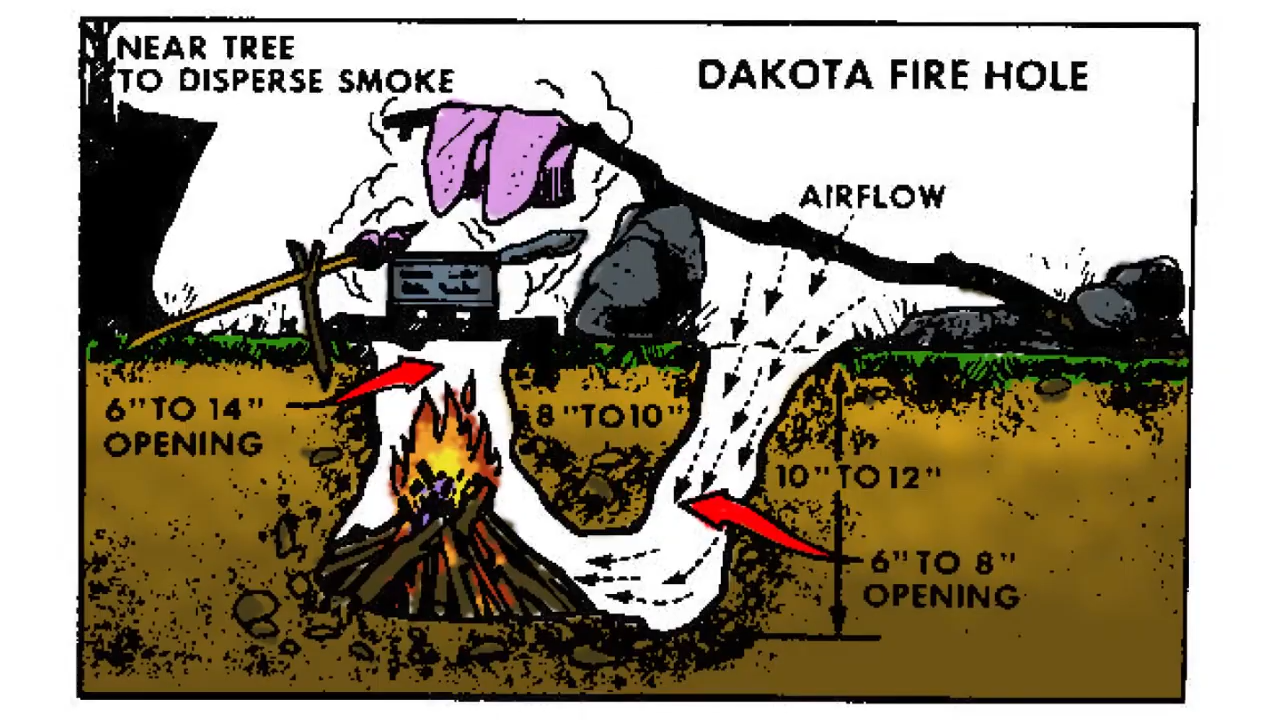 NEAR TREE
TO DISPERSE SMOKE
DAKOTA FIRE HOLE
AIRFLOW
6" TO 14"
OPENING
8" TO 10"
10" TO 12"
6" TO 8"
OPENING